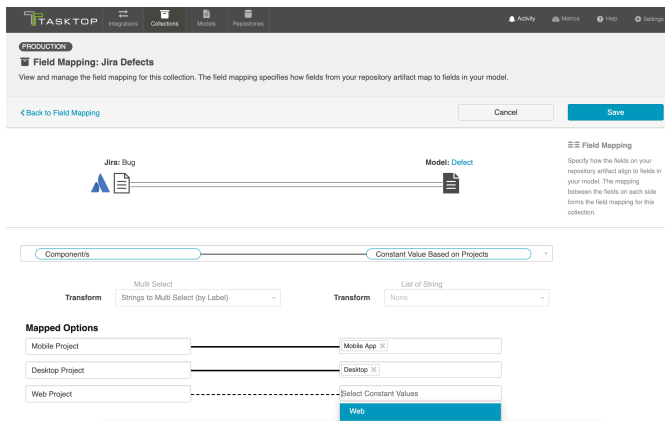 TASKTOP
Integrations
Collections
Models
Repositories
Activity
Metrics
Help
Settings
PRODUCTION
Field Mapping: Jira Defects
View and manage the field mapping for this collection. The field mapping specifies how fields from your repository artifact map to fields in your model.
Back to Field Mapping
Cancel
Save
Field Mapping
Specify how the fields on your
repository artifact align to fields in
your model. The mapping
between the fields on each side
forms the field mapping for this
collection.
Jira: Bug
Model: Defect
Component/s
Constant Value Based on Projects
Multi Select
List of String
Transform
Strings to Multi Select (by Label)
Transform
None
Mapped Options
Mobile Project
Mobile App ×
Desktop Project
Desktop ×
Web Project
Select Constant Values
Web